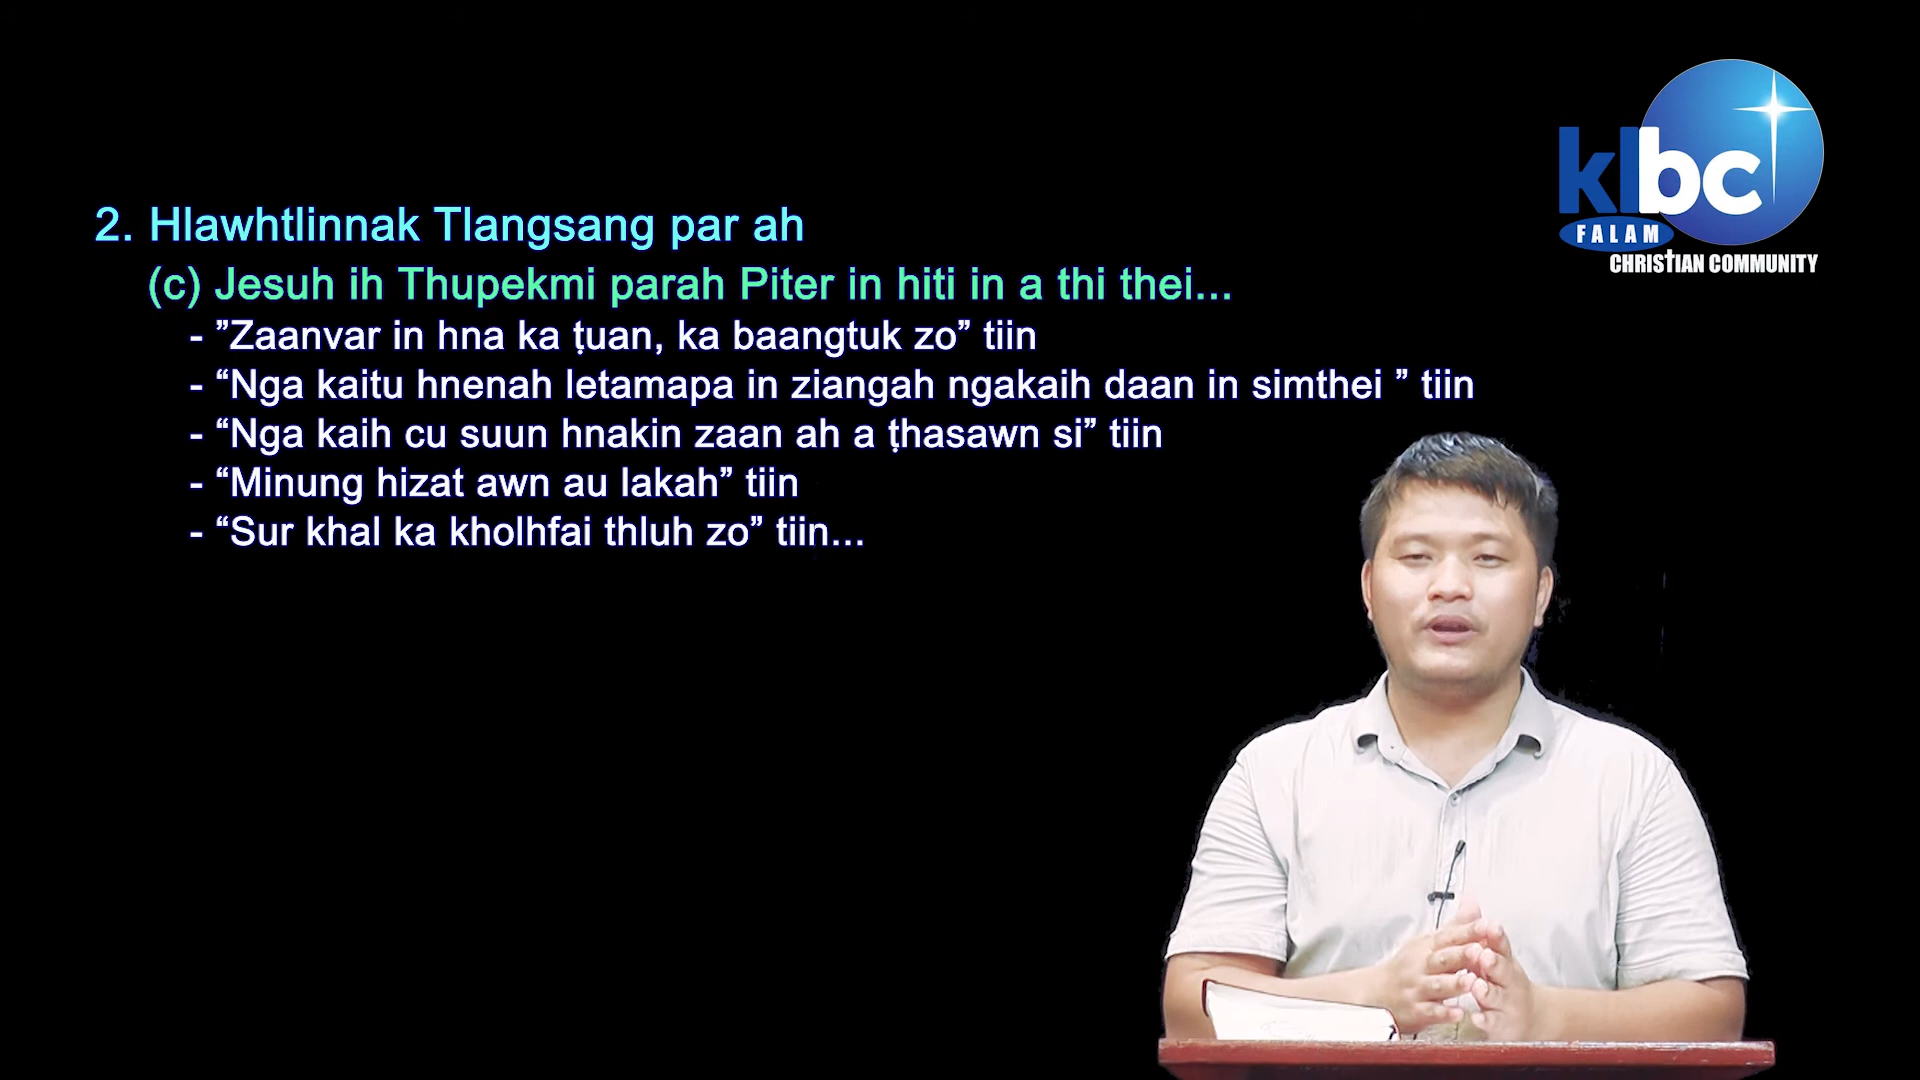 klbc
FALAM
CHRISTIAN COMMUNITY
2. Hlawhtlinnak Tlangsang par ah
(c) Jesuh ih Thupekmi parah Piter in hiti in a thi thei...
- ”Zaanvar in hna ka ṭuan, ka baangtuk zo” tiin
- “Nga kaitu hnenah letamapa in ziangah ngakaih daan in simthei ” tiin
- “Nga kaih cu suun hnakin zaan ah a ṭhasawn si” tiin
- “Minung hizat awn au lakah” tiin
- “Sur khal ka kholhfai thluh zo” tiin...